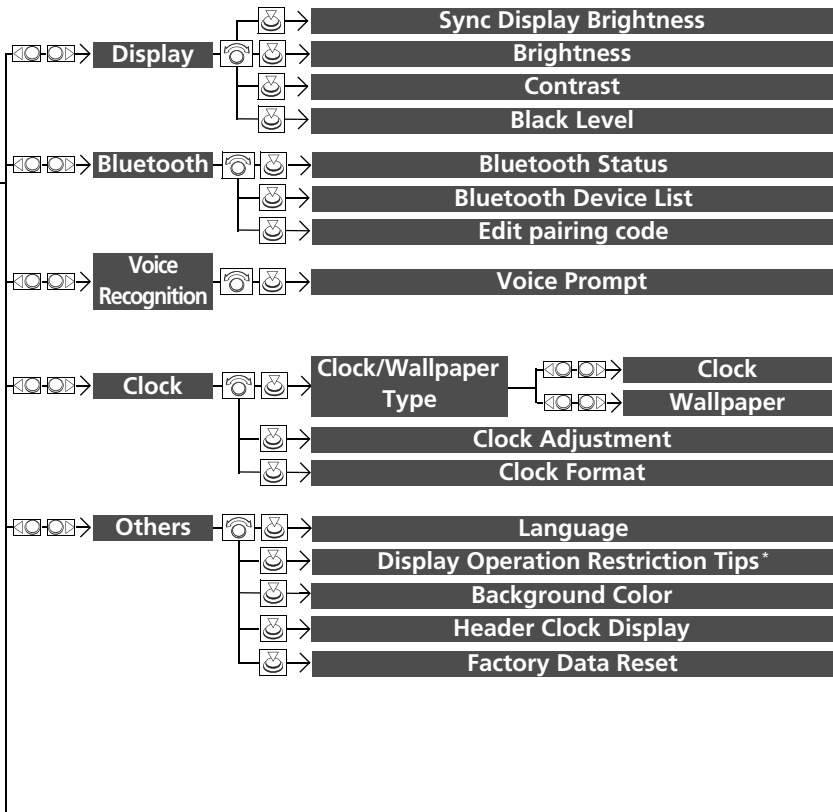 Sync Display Brightness
Display
Brightness
Contrast
Black Level
Bluetooth
Bluetooth Status
Bluetooth Device List
Edit pairing code
Voice
Recognition
Voice Prompt
Clock
Clock/Wallpaper
Type
Clock
Wallpaper
Clock Adjustment
Clock Format
Others
Language
Display Operation Restriction Tips*
Background Color
Header Clock Display
Factory Data Reset